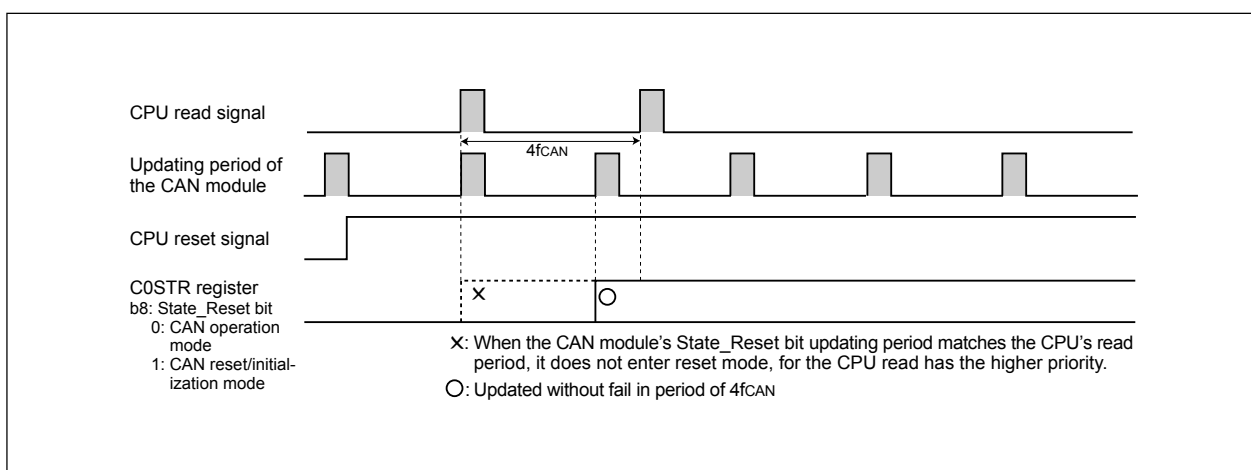 CPU read signal
4fCAN
Updating period of
the CAN module
CPU reset signal
C0STR register
b8: State_Reset bit
0: CAN operation
mode
1: CAN reset/initial-
ization mode
×: When the CAN module's State_Reset bit updating period matches the CPU's read
period, it does not enter reset mode, for the CPU read has the higher priority.
○: Updated without fail in period of 4fCAN